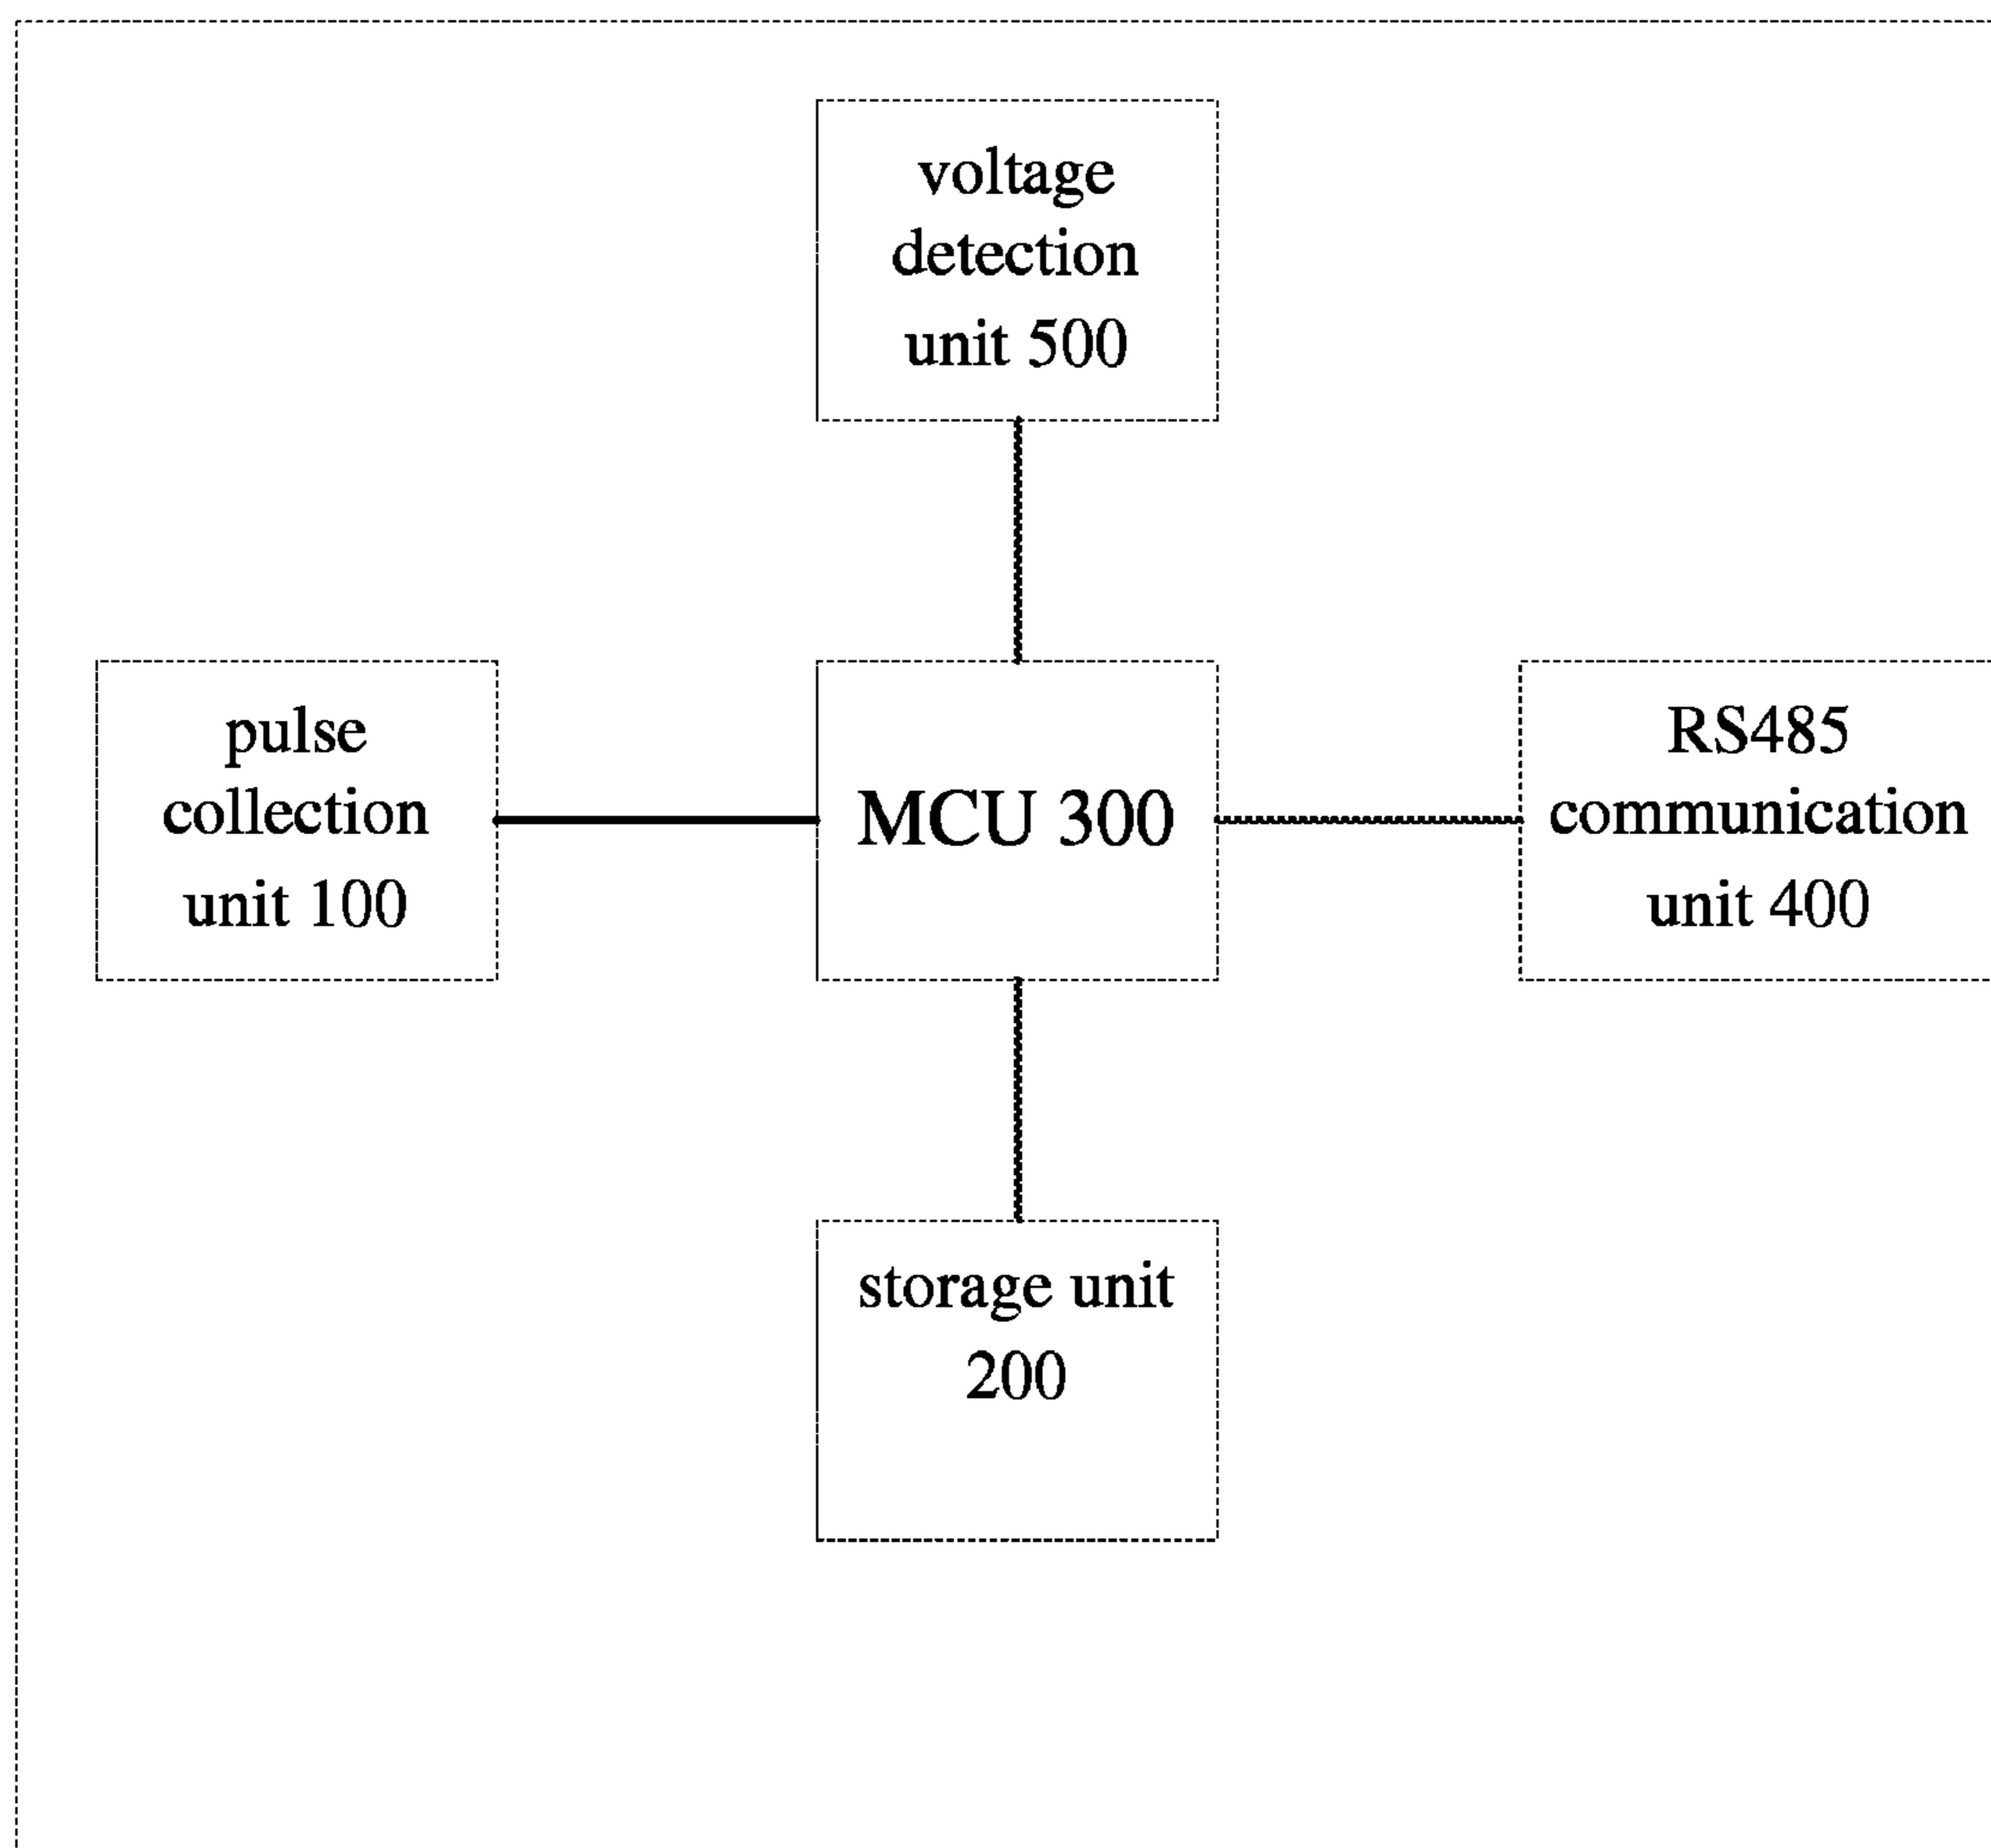 voltage
detection
unit 500
pulse
collection
unit 100
MCU 300
RS485
communication
unit 400
storage unit
200